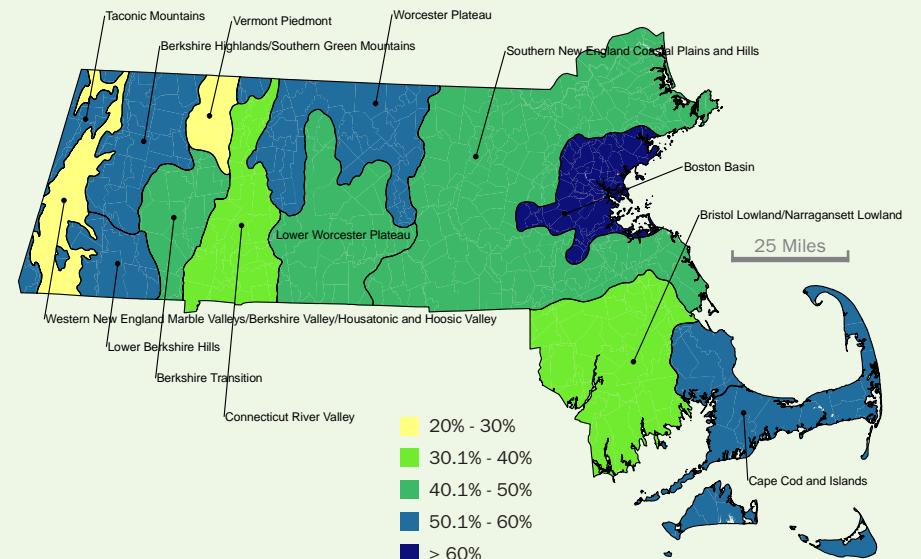 Taconic Mountains
Vermont Piedmont
Worcester Plateau
Berkshire Highlands/Southern Green Mountains
Southern New England Coastal Plains and Hills
Boston Basin
Bristol Lowland/Narragansett Lowland
Lower Worcester Plateau
25 Miles
Western New England Marble Valleys/Berkshire Valley/Housatonic and Hoosic Valley
Lower Berkshire Hills
Berkshire Transition
Connecticut River Valley
20% - 30%
30.1% - 40%
40.1% - 50%
Cape Cod and Islands
50.1% - 60%
> 60%